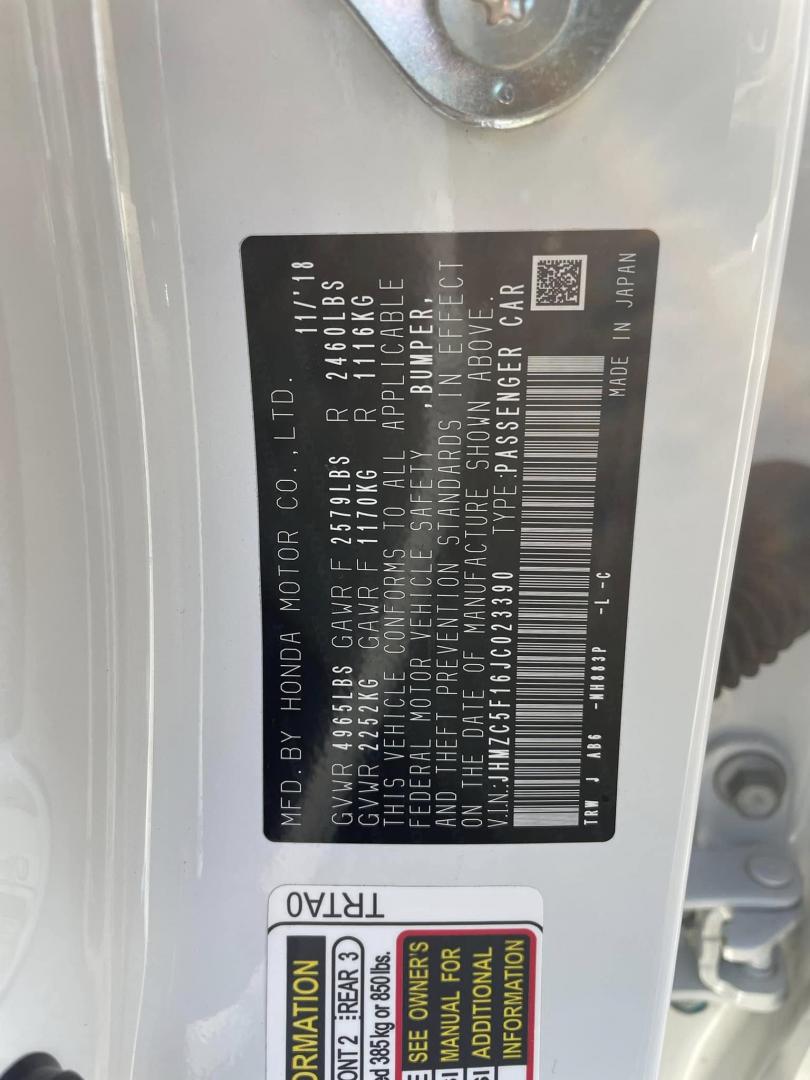 MFD. BY HONDA MOTOR CO., LTD. 11/'18
GVWR 4965LBS GAWR F 2579LBS R 2460LBS
GVWR 2252KG GAWR F 1170KG R 1116KG
THIS VEHICLE CONFORMS TO ALL APPLICABLE
FEDERAL MOTOR VEHICLE SAFETY ,BUMPER,
AND THEFT PREVENTION STANDARDS IN EFFECT
ON THE DATE OF MANUFACTURE SHOWN ABOVE.
V.I.N.:JHMZC5F16JC023390 TYPE:PASSENGER CAR
TRW J AB6 -NH883P -L -C MADE IN JAPAN
TRTA0
ORMATION
ONT 2 REAR 3
ed 385 kg or 850 lbs.
SEE OWNER'S
MANUAL FOR
ADDITIONAL
INFORMATION